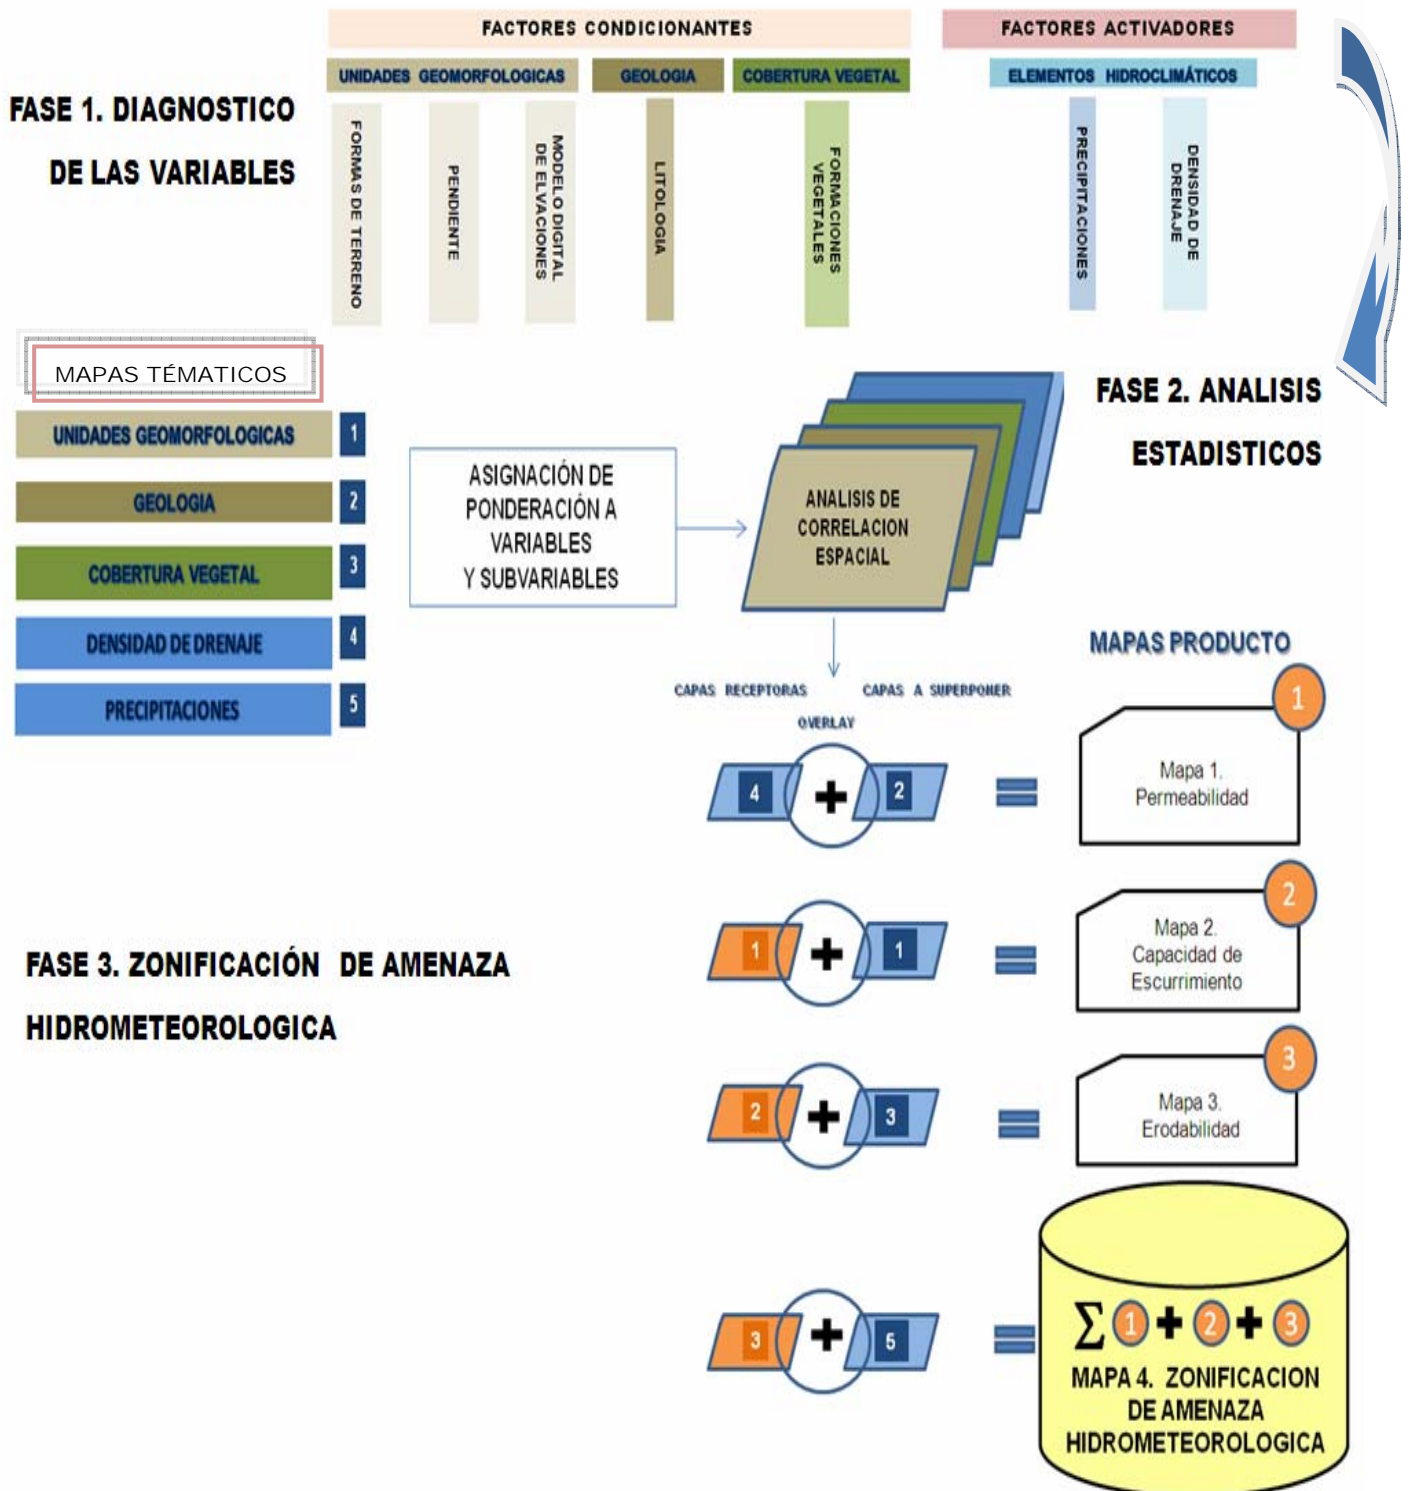 FACTORES CONDICIONANTES
FACTORES ACTIVADORES
UNIDADES GEOMORFOLOGICAS
GEOLOGIA
COBERTURA VEGETAL
ELEMENTOS HIDROCLIMÁTICOS
FASE 1. DIAGNOSTICO
DE LAS VARIABLES
FORMAS DE TERRENO
PENDIENTE
MODELO DIGITAL
DE ELVACIONES
LITOLOGIA
FORMACIONES
VEGETALES
PRECIPITACIONES
DENSIDAD DE
DRENAJE
MAPAS TÉMATICOS
UNIDADES GEOMORFOLOGICAS 1
GEOLOGIA 2
COBERTURA VEGETAL 3
DENSIDAD DE DRENAJE 4
PRECIPITACIONES 5
ASIGNACIÓN DE
PONDERACIÓN A
VARIABLES
Y SUBVARIABLES
ANALISIS DE
CORRELACION
ESPACIAL
FASE 2. ANALISIS
ESTADISTICOS
MAPAS PRODUCTO
CAPAS RECEPTORAS
CAPAS A SUPERPONER
OVERLAY
4 + 2 =
1
Mapa 1.
Permeabilidad
1 + 1 =
2
Mapa 2.
Capacidad de
Escurrimiento
FASE 3. ZONIFICACIÓN DE AMENAZA
HIDROMETEOROLOGICA
2 + 3 =
3
Mapa 3.
Erodabilidad
3 + 5 =
Σ 1 + 2 + 3
MAPA 4. ZONIFICACION
DE AMENAZA
HIDROMETEOROLOGICA